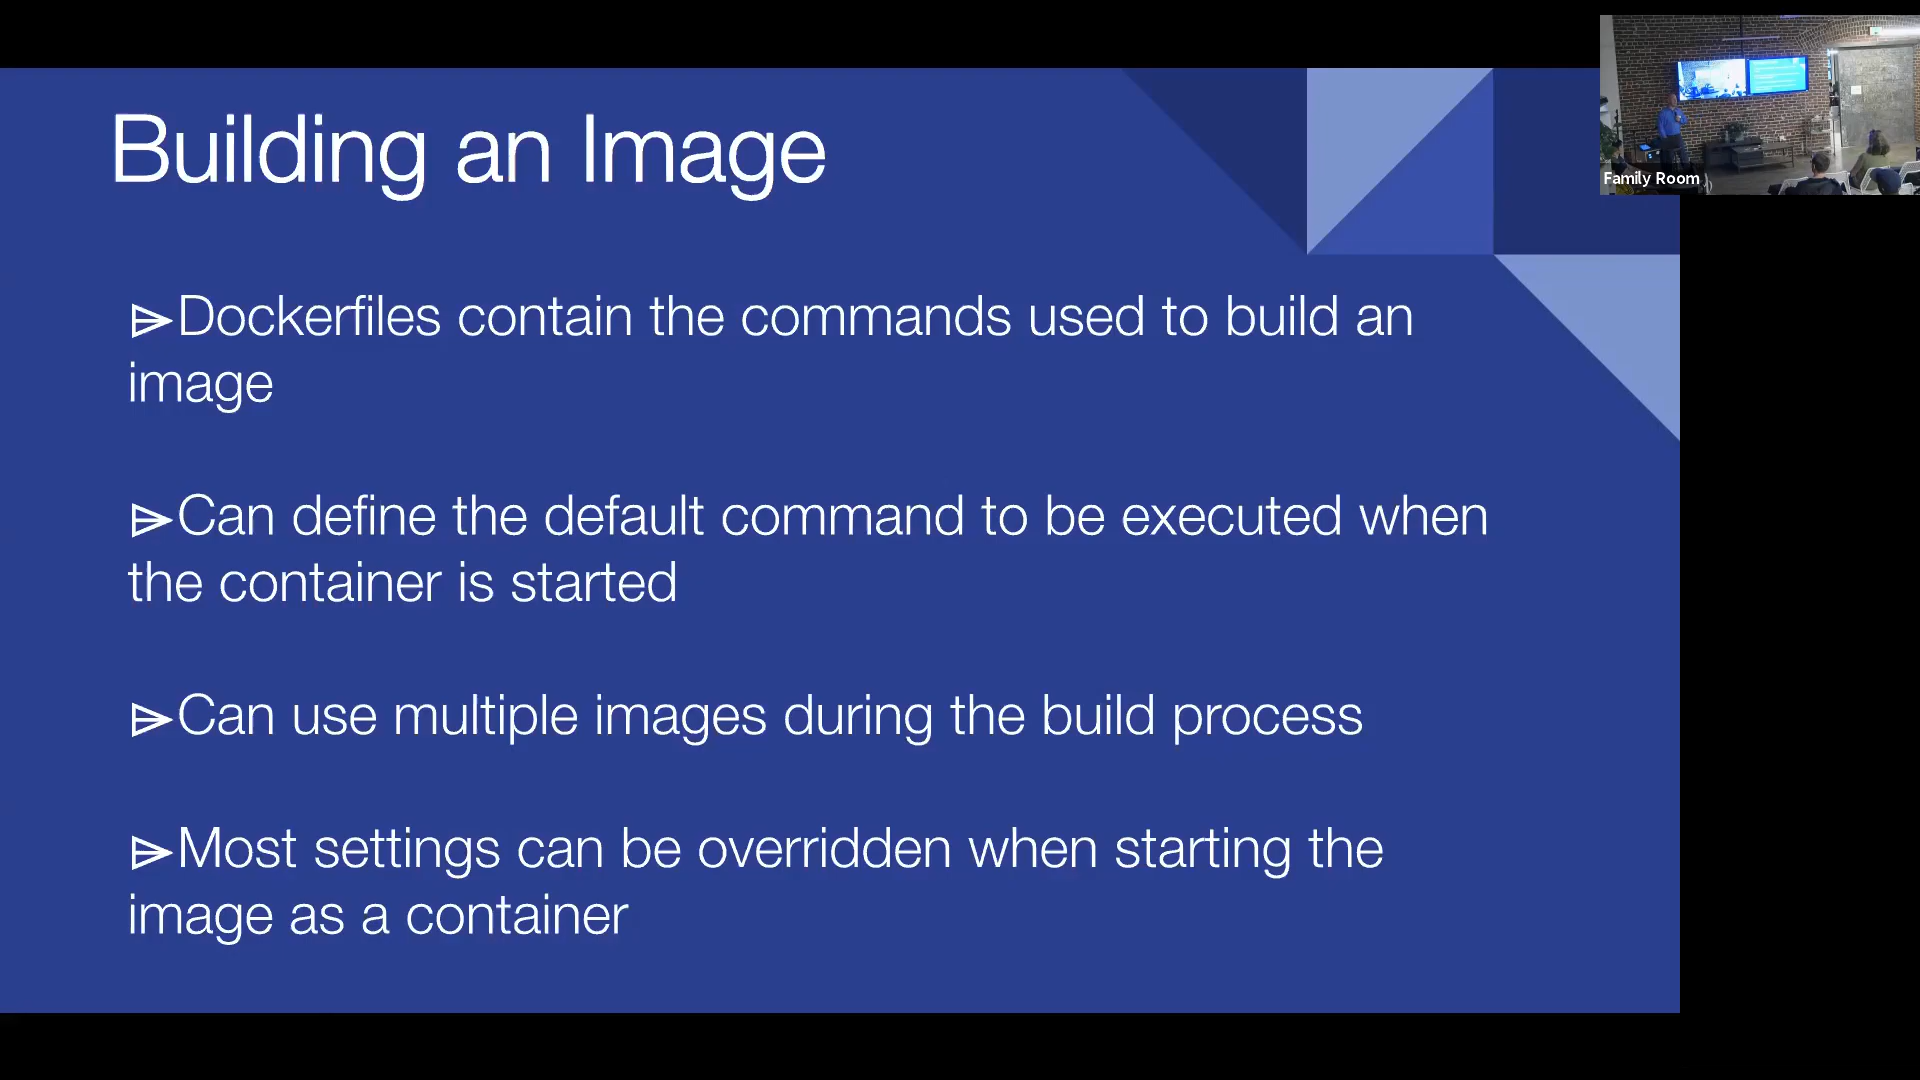 Building an Image
Family Room
⮚Dockerfiles contain the commands used to build an
image
⮚Can define the default command to be executed when
the container is started
⮚Can use multiple images during the build process
⮚Most settings can be overridden when starting the
image as a container